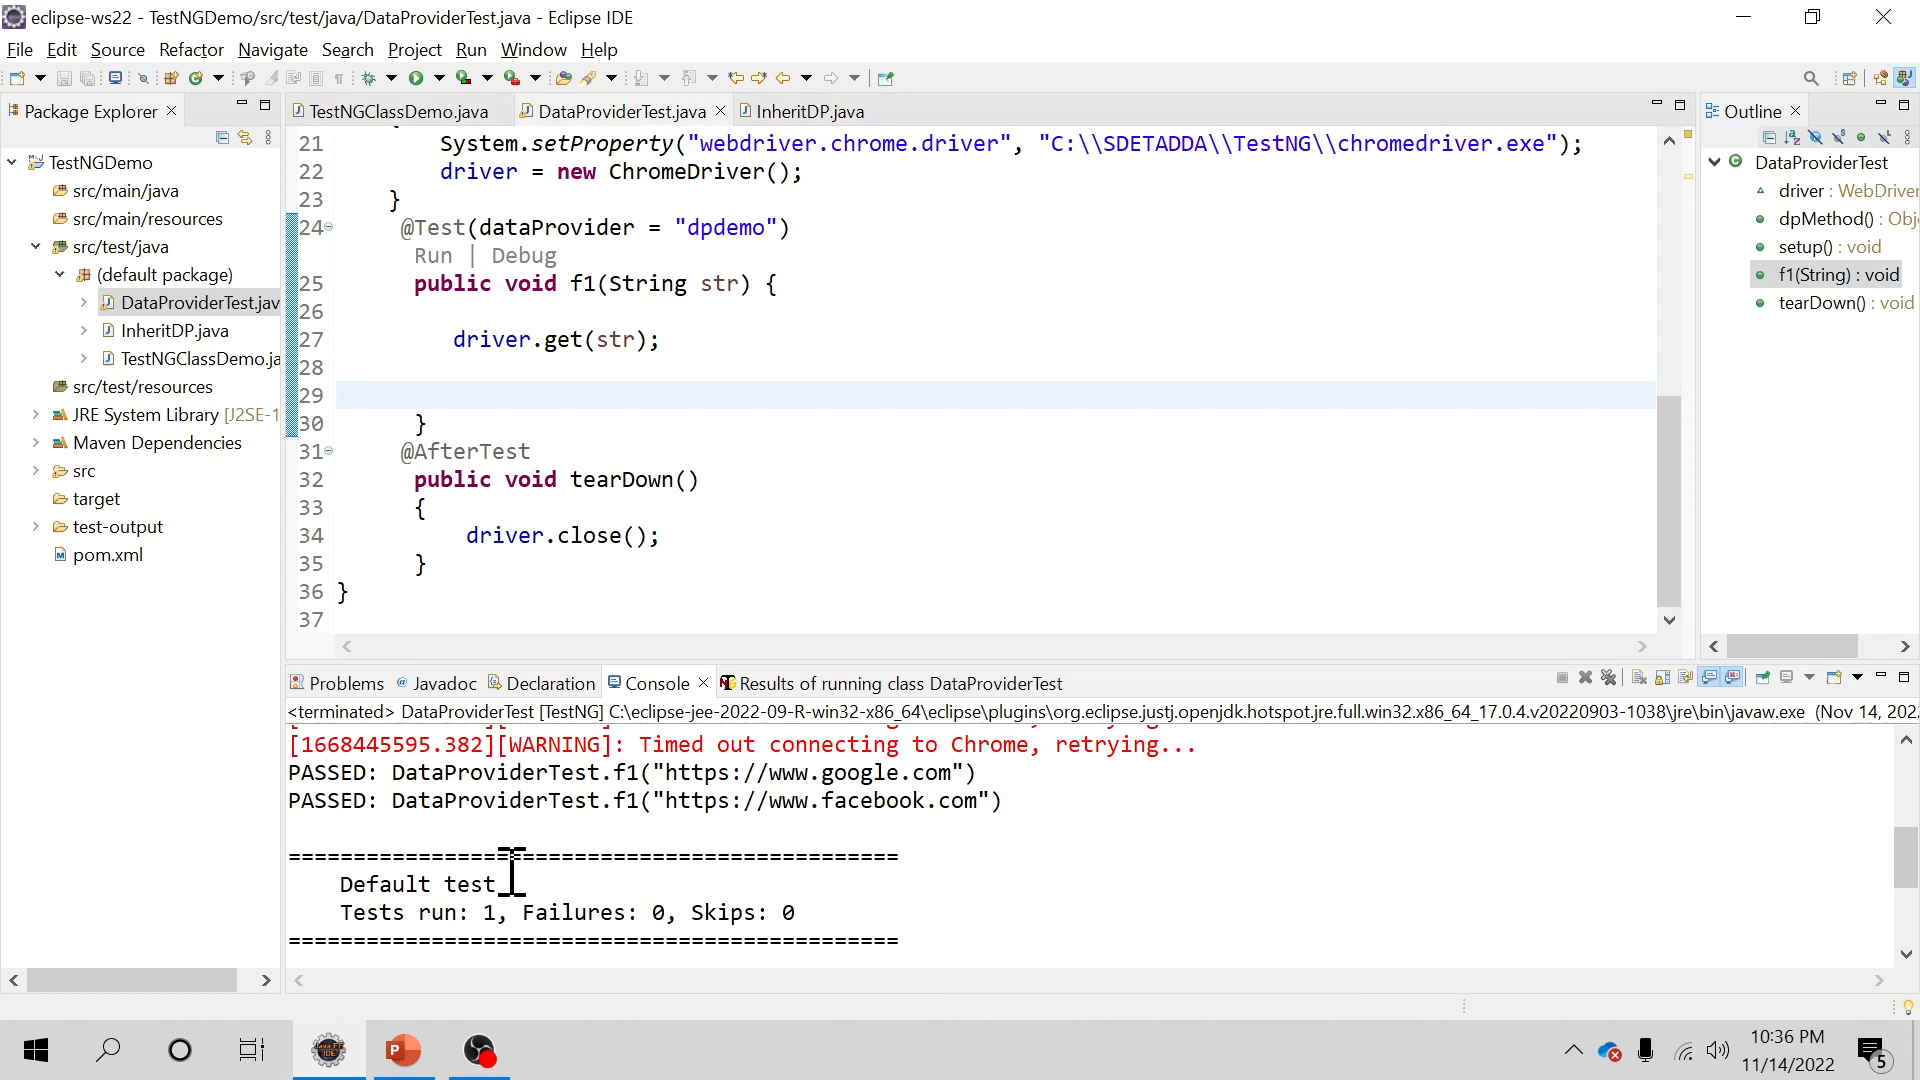 eclipse-ws22 - TestNGDemo/src/test/java/DataProviderTest.java - Eclipse IDE
File Edit Source Refactor Navigate Search Project Run Window Help
Package Explorer
TestNGClassDemo.java DataProviderTest.java InheritDP.java
Outline
TestNGDemo
src/main/java
src/main/resources
src/test/java
(default package)
DataProviderTest.jav
InheritDP.java
TestNGClassDemo.ja
src/test/resources
JRE System Library [J2SE-1
Maven Dependencies
src
target
test-output
pom.xml
21 System.setProperty("webdriver.chrome.driver", "C:\\SDETADDA\\TestNG\\chromedriver.exe");
22 driver = new ChromeDriver();
23 }
24 @Test(dataProvider = "dpdemo")
Run | Debug
25 public void f1(String str) {
26
27 driver.get(str);
28
29
30 }
31 @AfterTest
32 public void tearDown()
33 {
34 driver.close();
35 }
36 }
37
DataProviderTest
driver : WebDriver
dpMethod() : Obj
setup() : void
f1(String) : void
tearDown() : void
Problems @ Javadoc Declaration Console Results of running class DataProviderTest
<terminated> DataProviderTest [TestNG] C:\eclipse-jee-2022-09-R-win32-x86_64\eclipse\plugins\org.eclipse.justj.openjdk.hotspot.jre.full.win32.x86_64_17.0.4.v20220903-1038\jre\bin\javaw.exe (Nov 14, 202
[1668445595.382][WARNING]: Timed out connecting to Chrome, retrying...
PASSED: DataProviderTest.f1("https://www.google.com")
PASSED: DataProviderTest.f1("https://www.facebook.com")
===============================================
Default test
Tests run: 1, Failures: 0, Skips: 0
===============================================
10:36 PM
11/14/2022
5